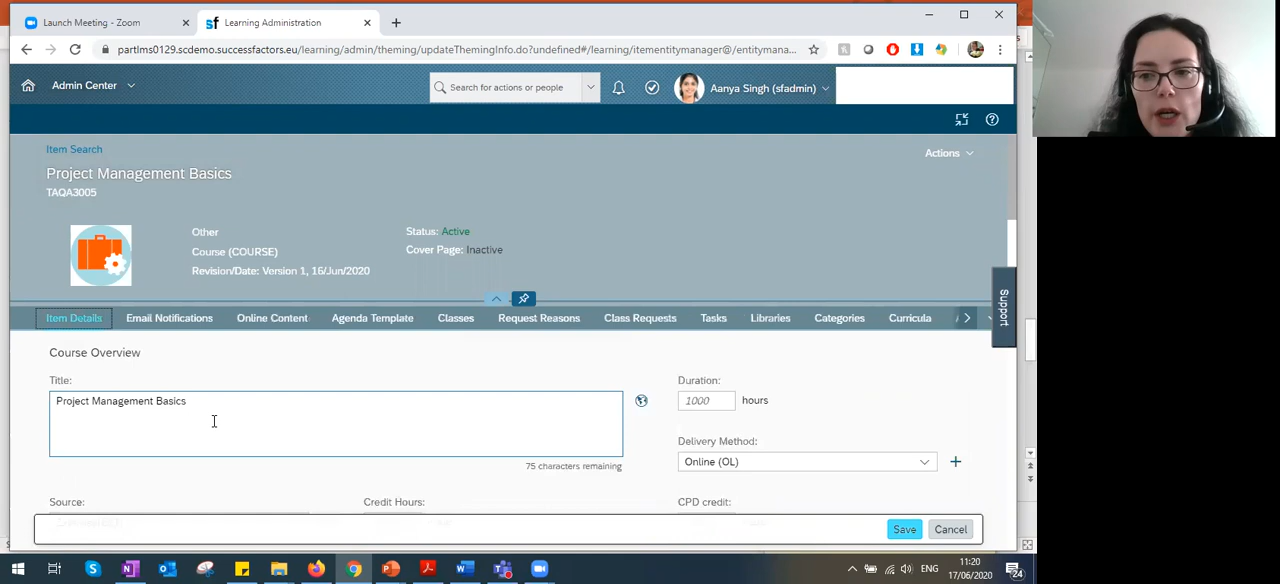 Launch Meeting - Zoom
Learning Administration
partlms0129.scdemo.successfactors.eu/learning/admin/theming/updateThemingInfo.do?undefined#/learning/itementitymanager@/entitymana...
Admin Center
Search for actions or people
Aanya Singh (sfadmin)
Item Search
Actions
Project Management Basics
TAQA3005
Other
Course (COURSE)
Revision/Date: Version 1, 16/Jun/2020
Status: Active
Cover Page: Inactive
Support
Item Details
Email Notifications
Online Content
Agenda Template
Classes
Request Reasons
Class Requests
Tasks
Libraries
Categories
Curricula
Course Overview
Title:
Project Management Basics
75 characters remaining
Duration:
1000 hours
Delivery Method:
Online (OL)
Source:
Credit Hours:
CPD credit:
Save
Cancel
ENG
11:20
17/06/2020
24